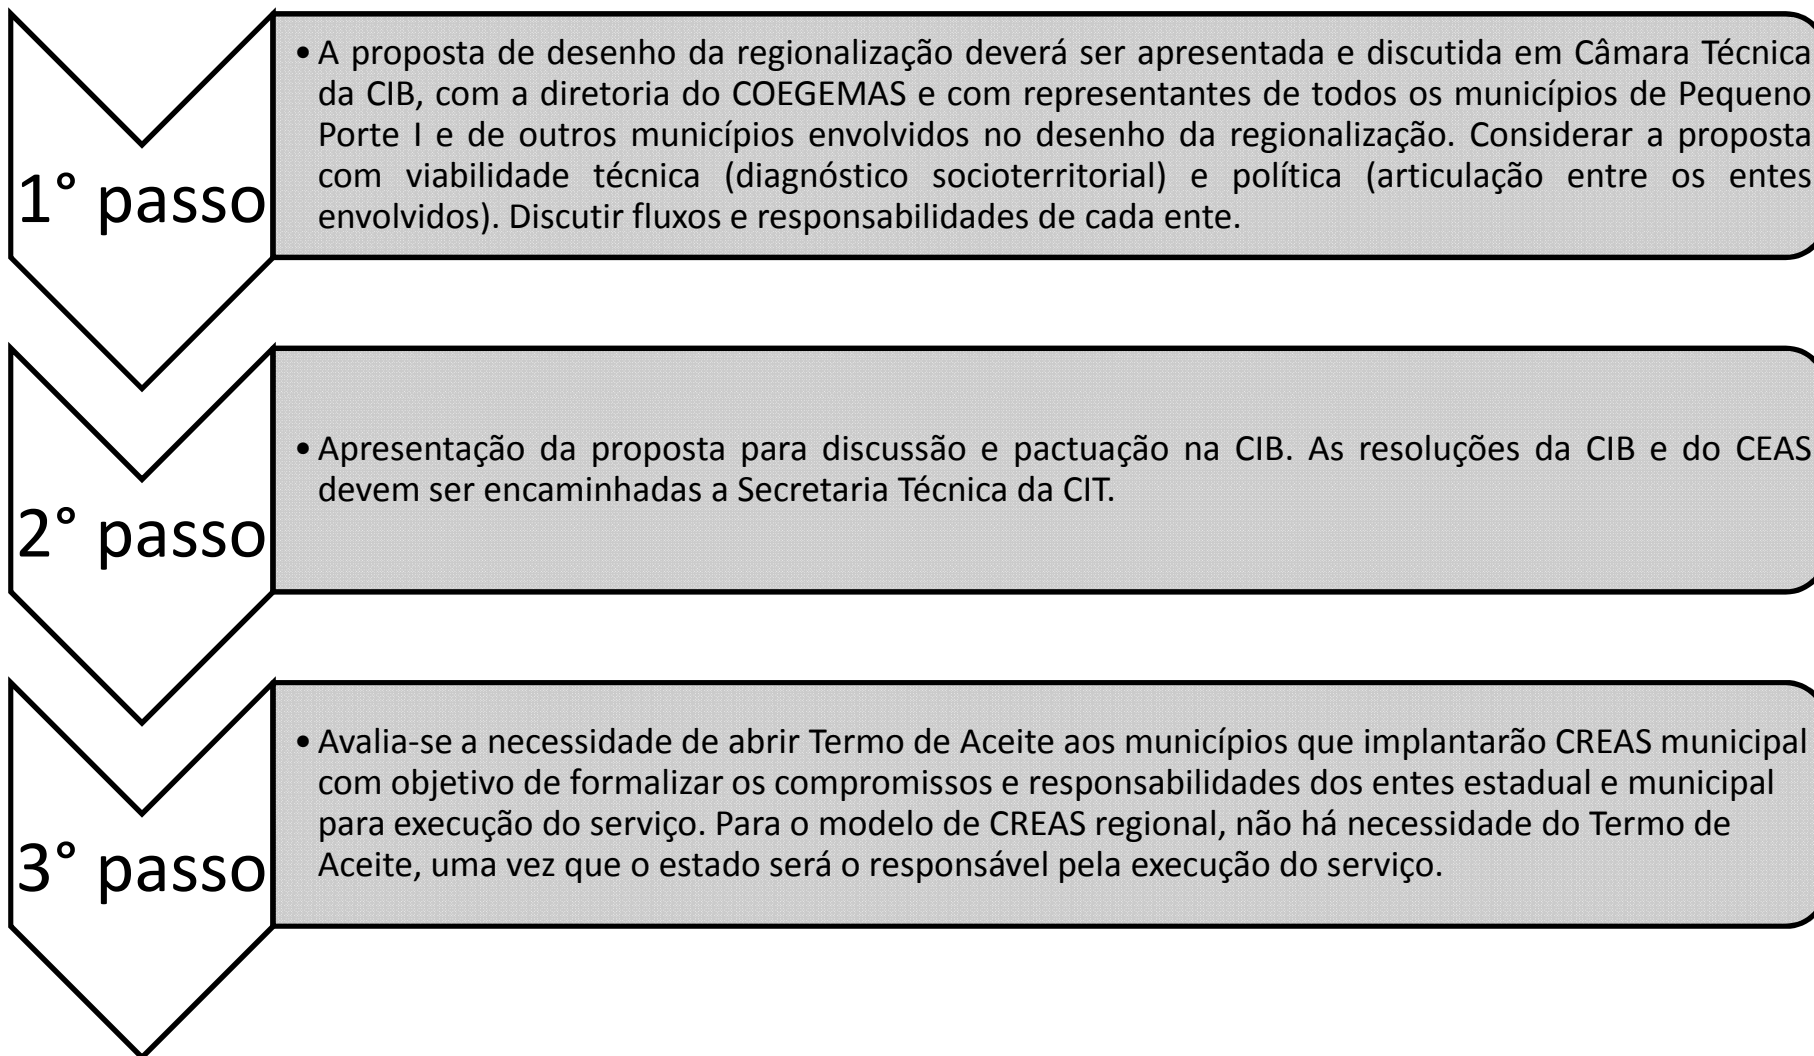 1° passo
• A proposta de desenho da regionalização deverá ser apresentada e discutida em Câmara Técnica
da CIB, com a diretoria do COEGEMAS e com representantes de todos os municípios de Pequeno
Porte I e de outros municípios envolvidos no desenho da regionalização. Considerar a proposta
com viabilidade técnica (diagnóstico socioterritorial) e política (articulação entre os entes
envolvidos). Discutir fluxos e responsabilidades de cada ente.
2° passo
• Apresentação da proposta para discussão e pactuação na CIB. As resoluções da CIB e do CEAS
devem ser encaminhadas a Secretaria Técnica da CIT.
3° passo
• Avalia-se a necessidade de abrir Termo de Aceite aos municípios que implantarão CREAS municipal
com objetivo de formalizar os compromissos e responsabilidades dos entes estadual e municipal
para execução do serviço. Para o modelo de CREAS regional, não há necessidade do Termo de
Aceite, uma vez que o estado será o responsável pela execução do serviço.